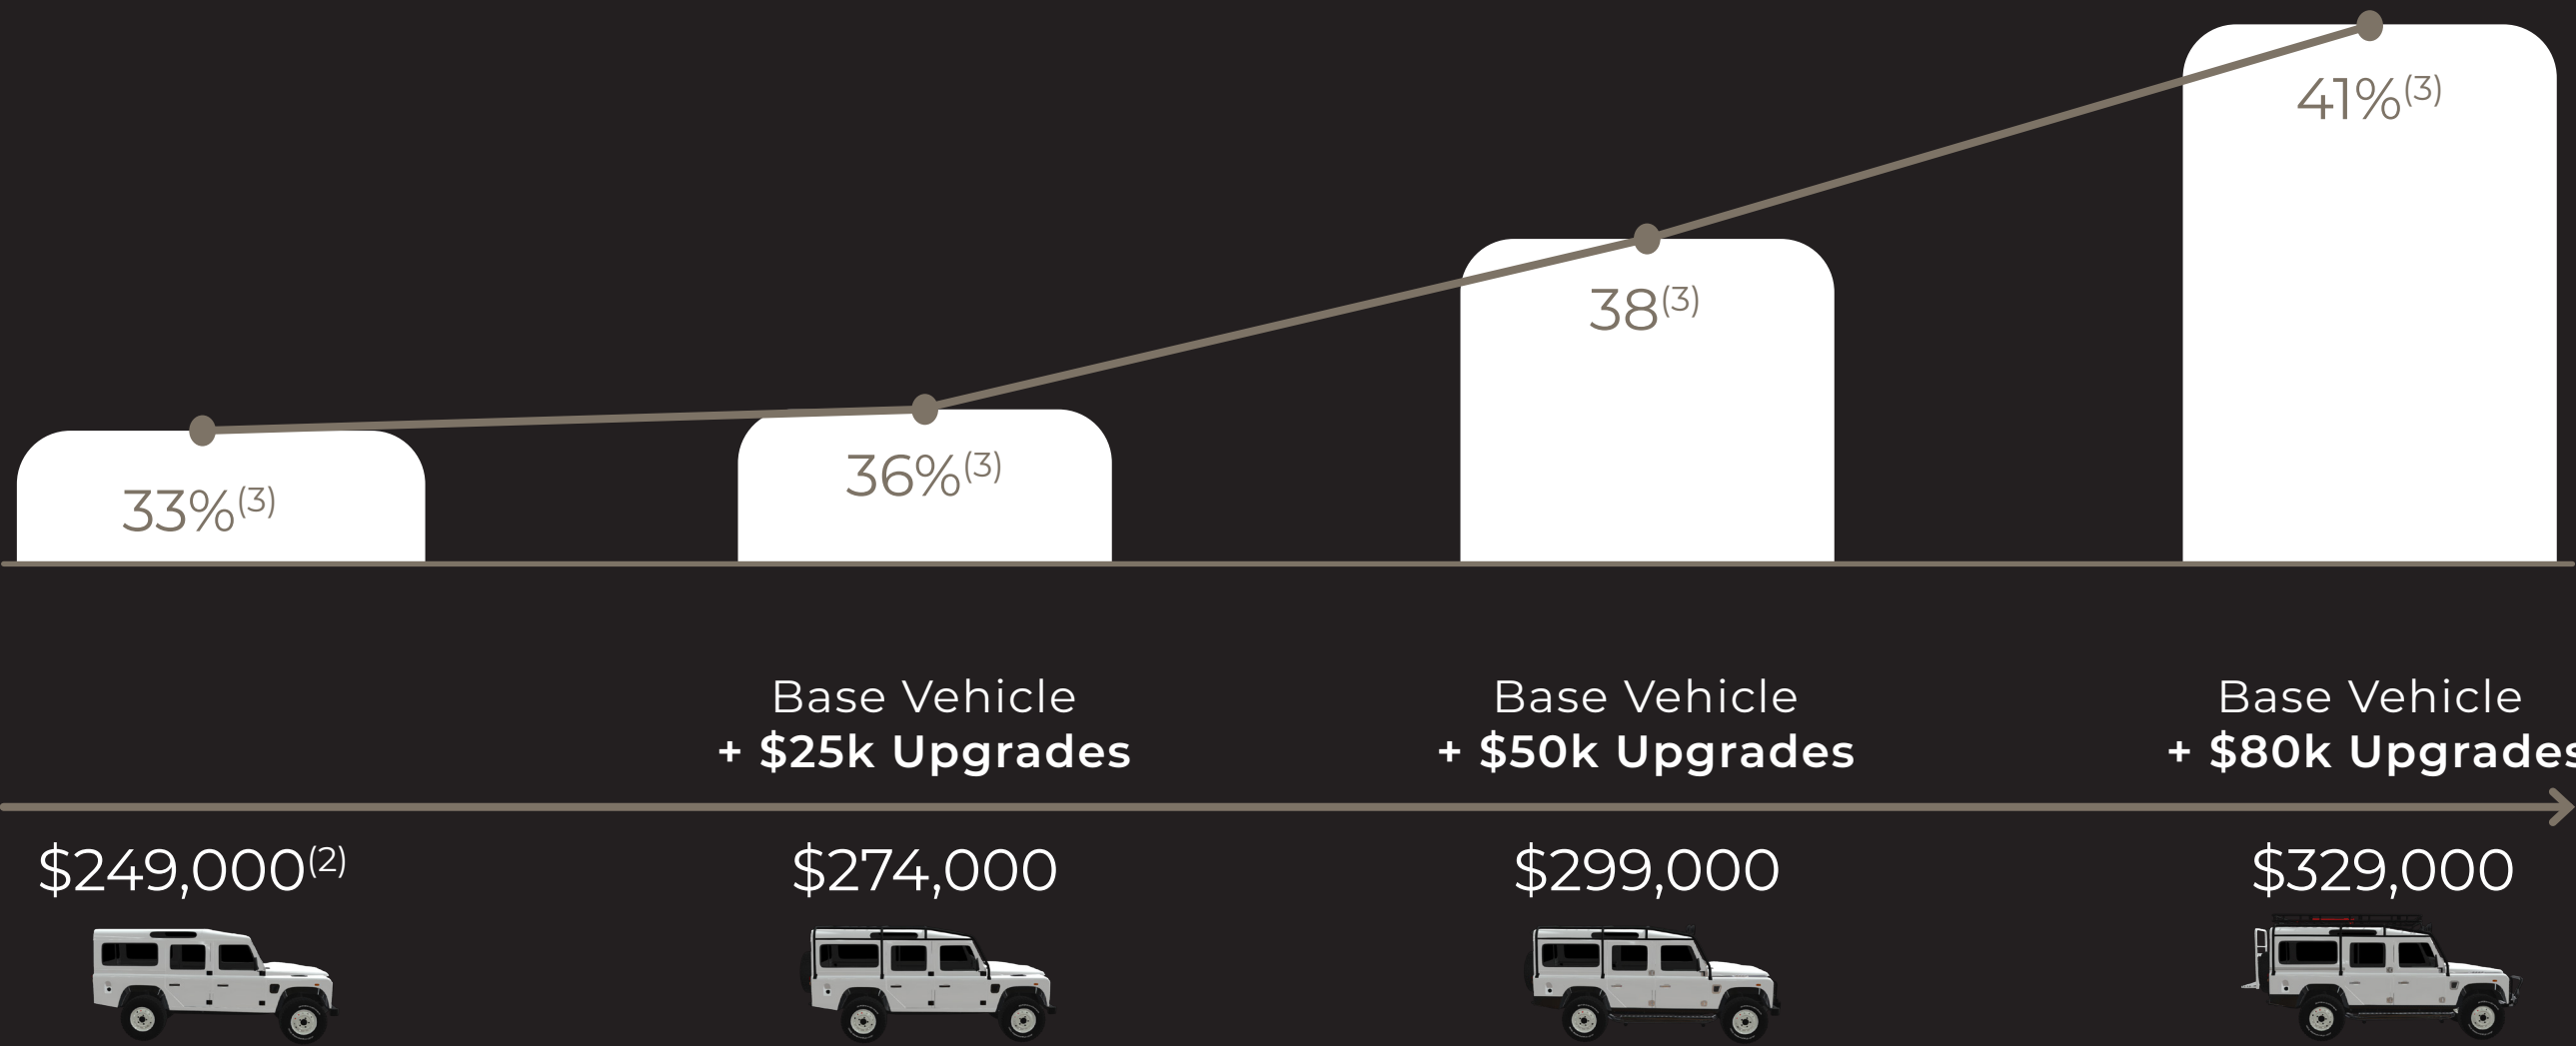 41%(3)
38(3)
36%(3)
33%(3)
Base Vehicle
+ $25k Upgrades
Base Vehicle
+ $50k Upgrades
Base Vehicle
+ $80k Upgrades
$249,000(2)
$274,000
$299,000
$329,000